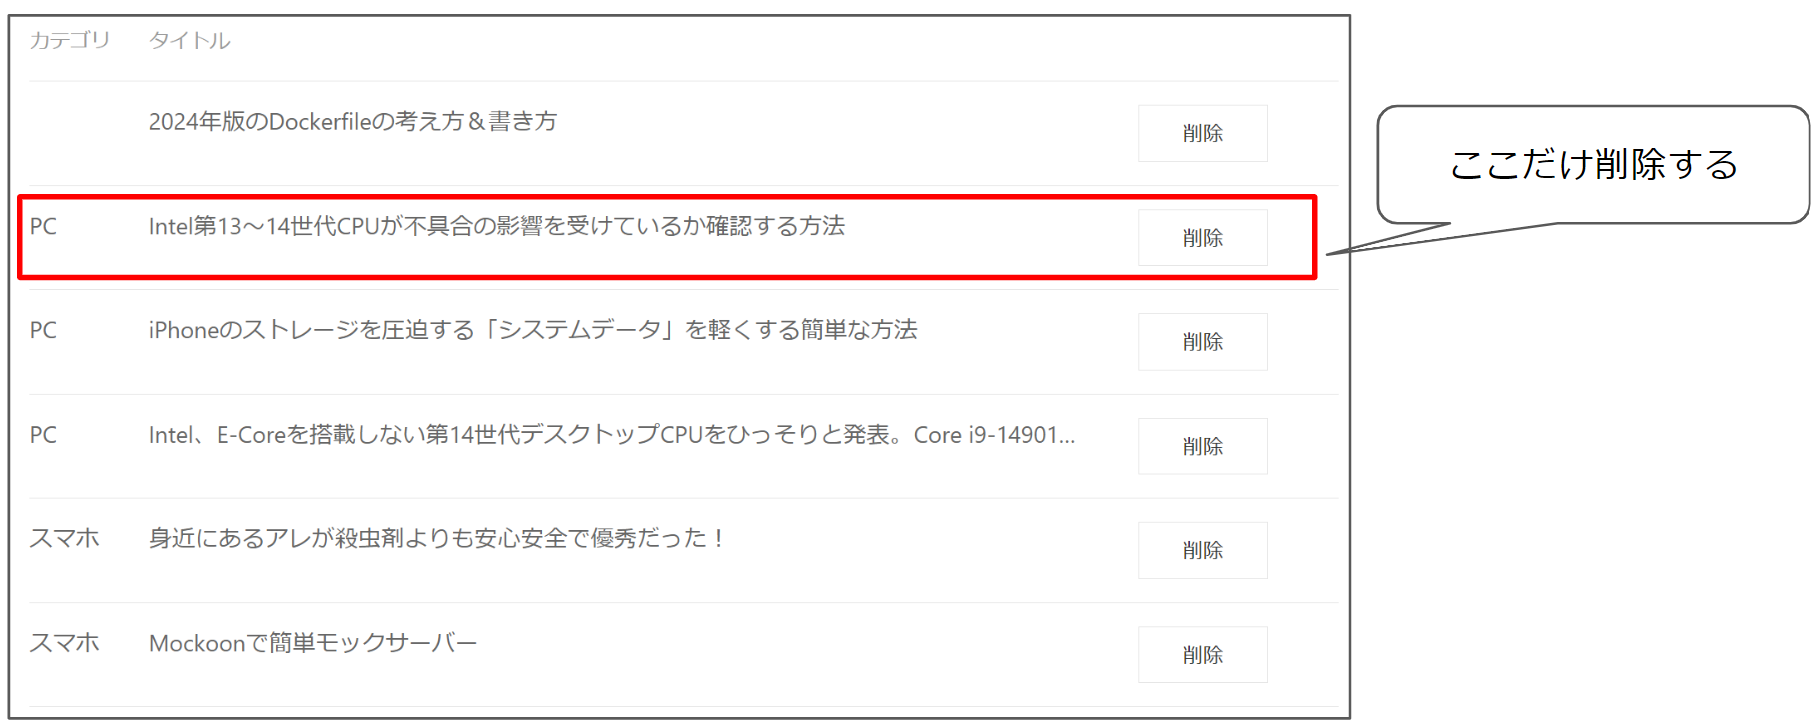 カテゴリ タイトル
2024年版のDockerfileの考え方＆書き方 削除
PC Intel第13～14世代CPUが不具合の影響を受けているか確認する方法 削除
ここだけ削除する
PC iPhoneのストレージを圧迫する「システムデータ」を軽くする簡単な方法 削除
PC Intel、E-Coreを搭載しない第14世代デスクトップCPUをひっそりと発表。Core i9-14901... 削除
スマホ 身近にあるアレが殺虫剤よりも安心安全で優秀だった！ 削除
スマホ Mockoonで簡単モックサーバー 削除